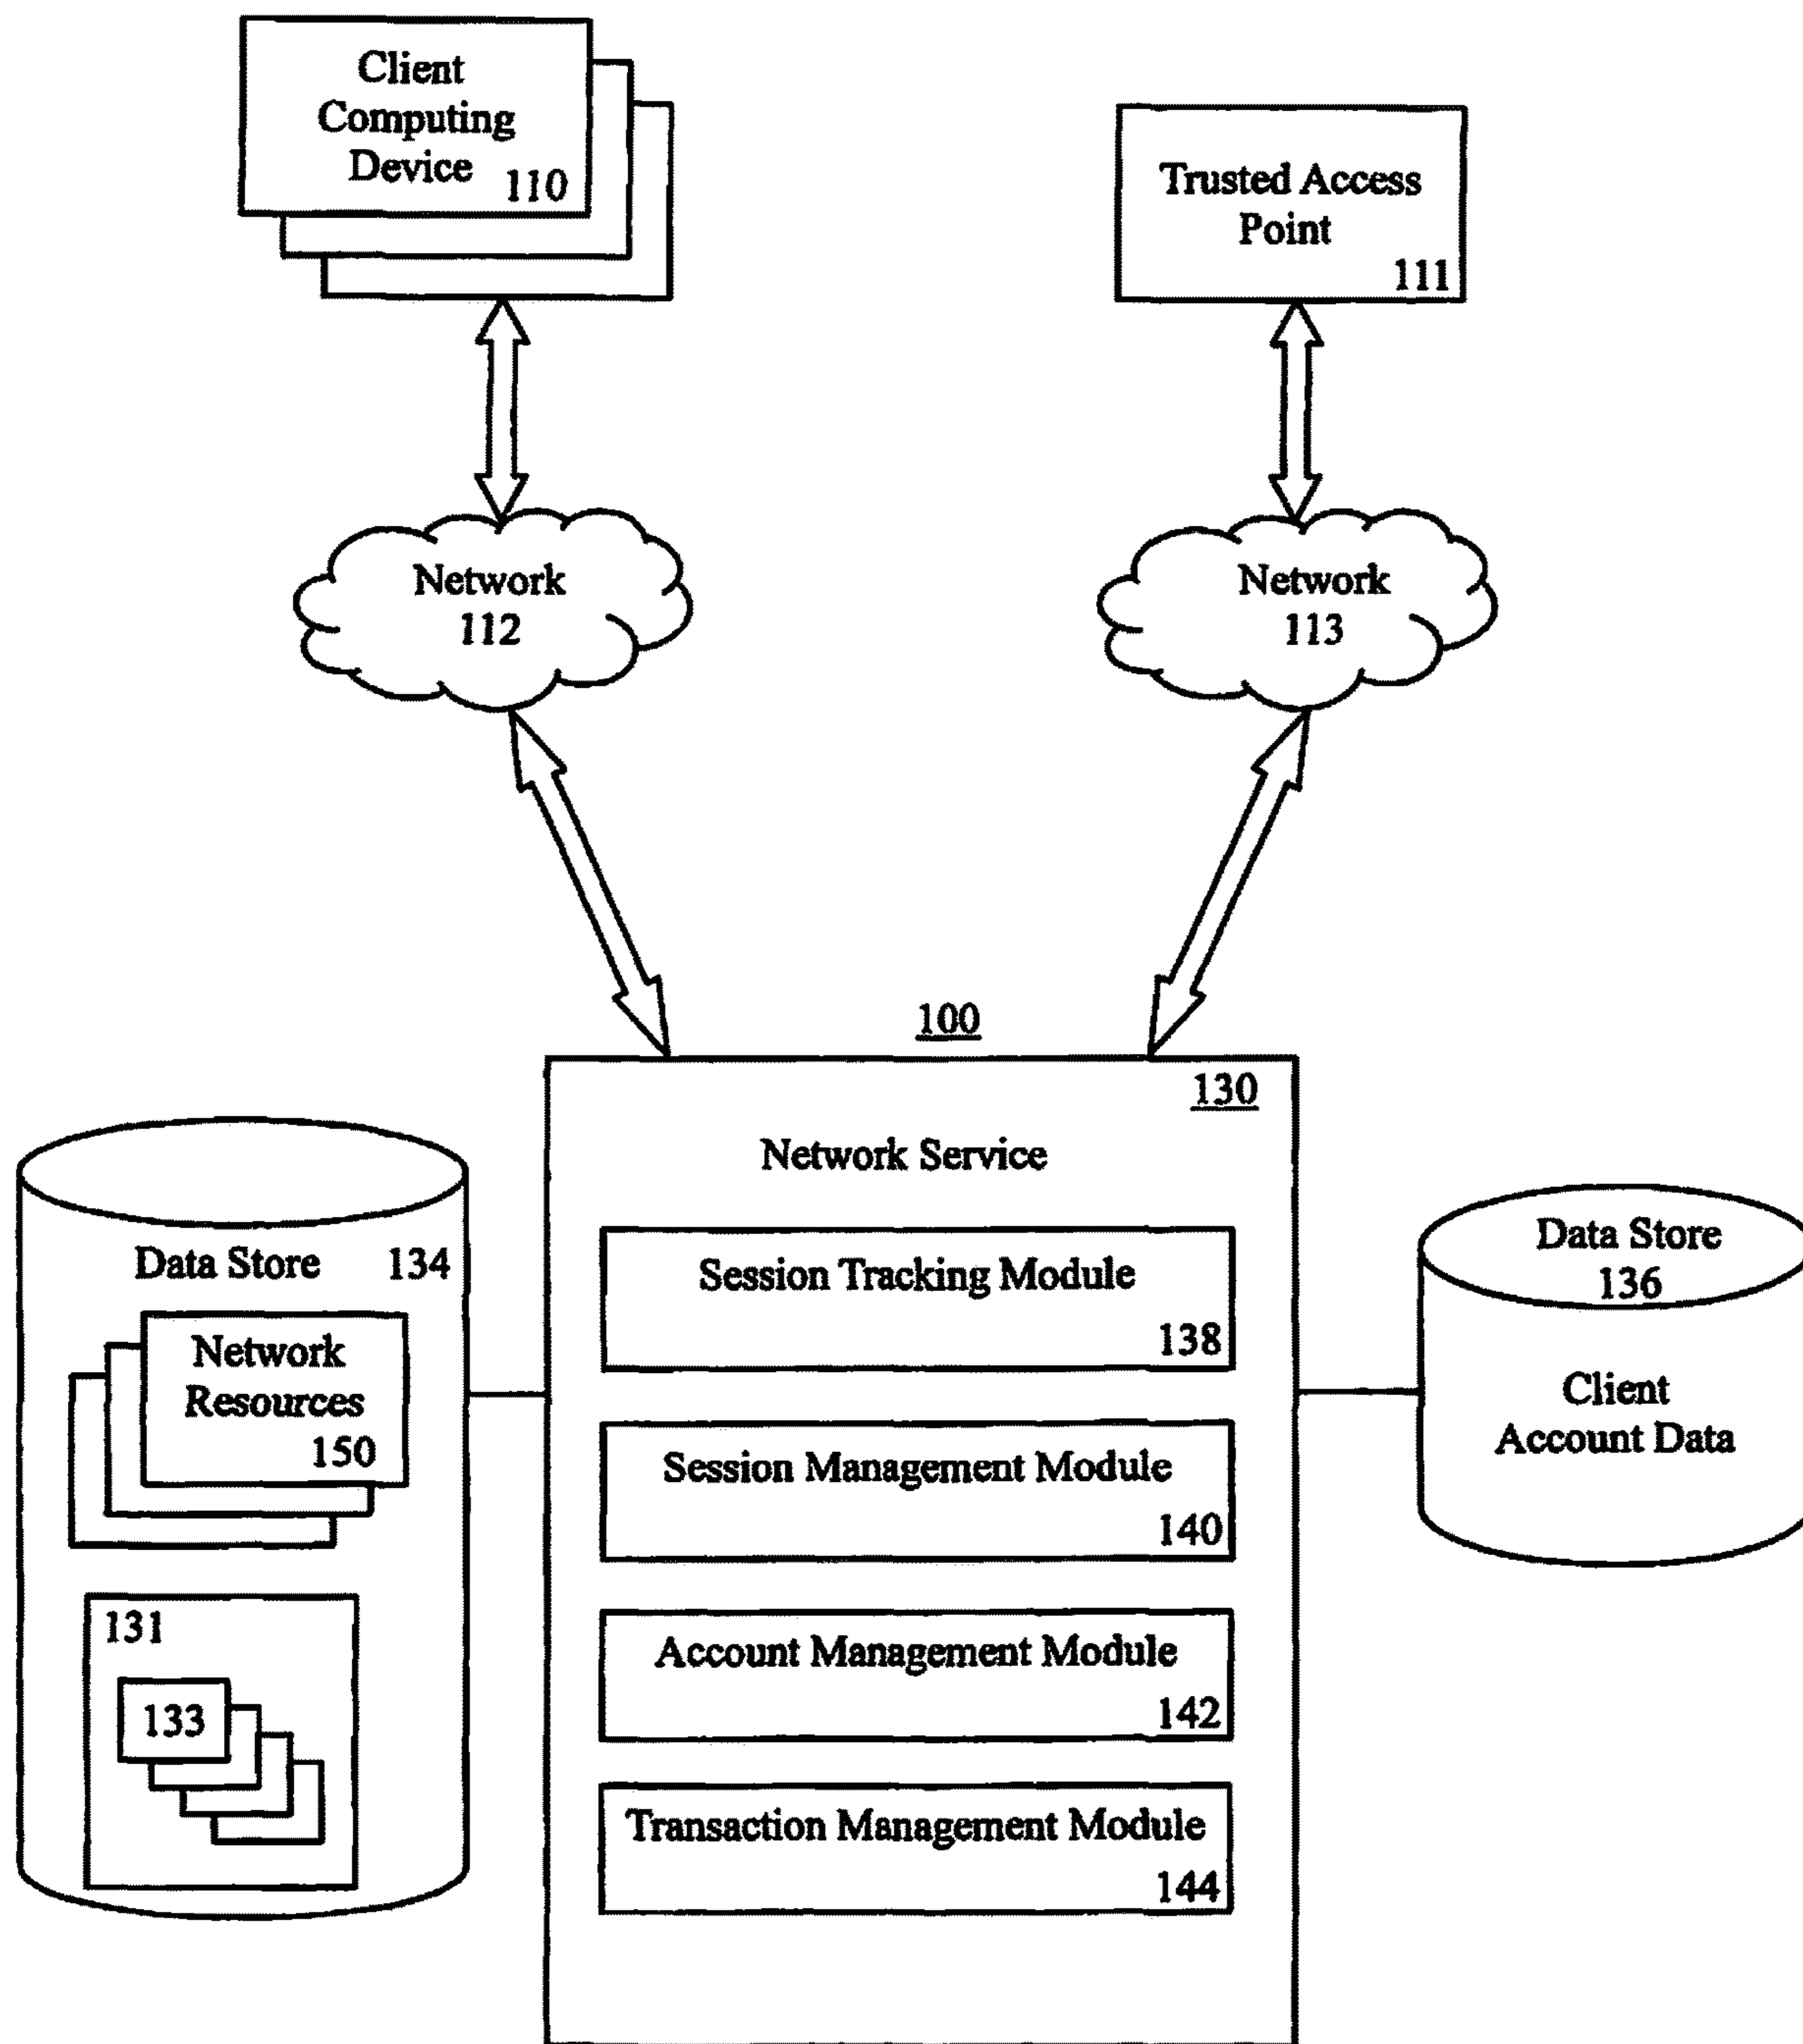 Client
Computing
Device
110
Trusted Access
Point
111
Network
112
Network
113
100
130
Network Service
Data Store 134
Network
Resources
150
131
133
Session Tracking Module
138
Session Management Module
140
Account Management Module
142
Transaction Management Module
144
Data Store
136
Client
Account Data